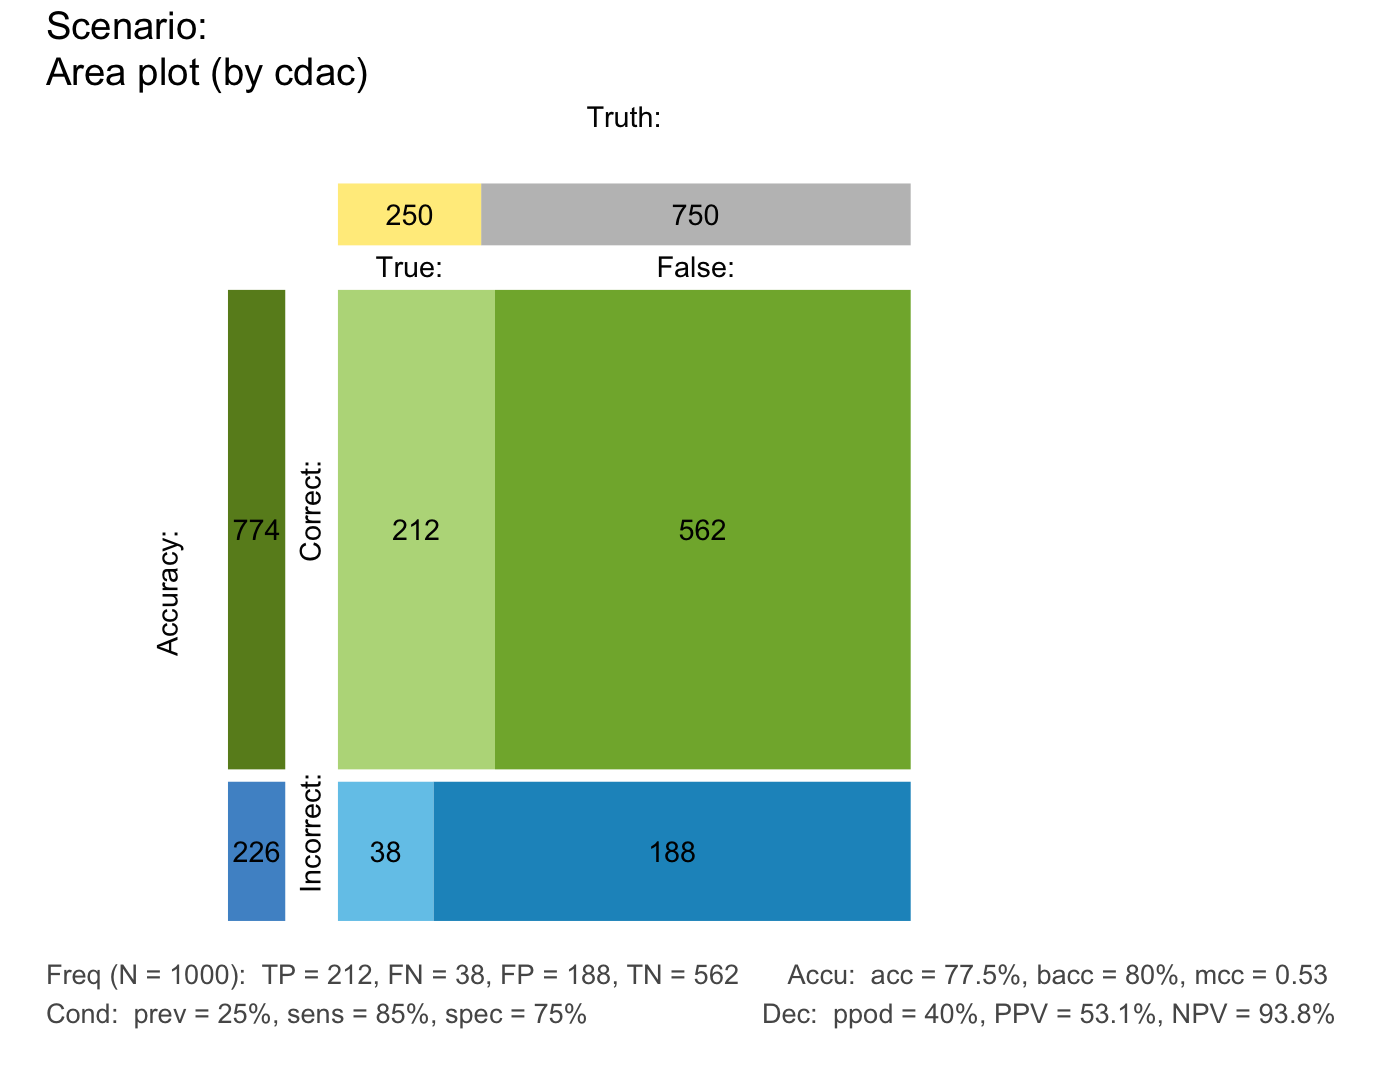 Scenario:
Area plot (by cdac)
Truth:
250 750
True: False:
Accuracy:
774 Correct: 212 562
226 Incorrect: 38 188
Freq (N = 1000):  TP = 212, FN = 38, FP = 188, TN = 562 Accu:  acc = 77.5%, bacc = 80%, mcc = 0.53
Cond:  prev = 25%, sens = 85%, spec = 75% Dec:  ppod = 40%, PPV = 53.1%, NPV = 93.8%